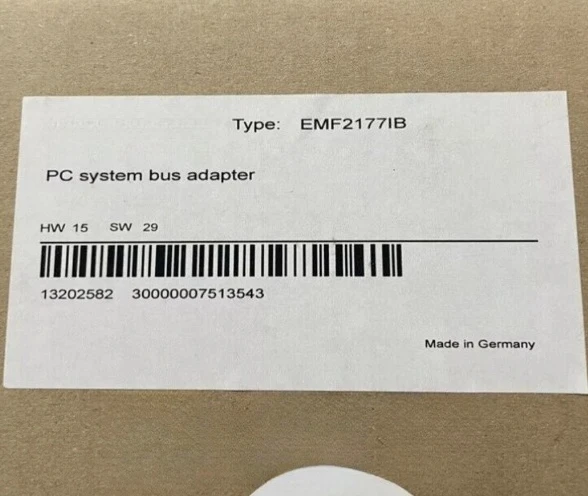 Type: EMF2177IB
PC system bus adapter
HW 15 SW 29
13202582 30000007513543
Made in Germany